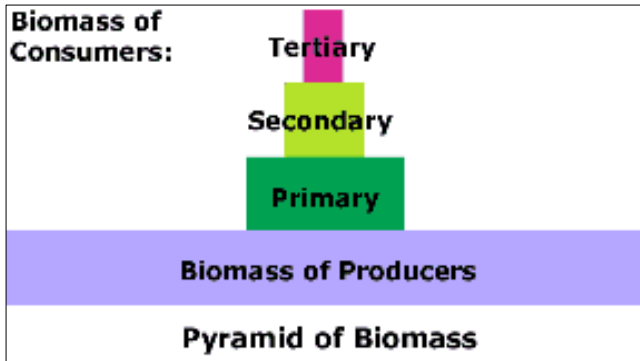 Biomass of
Consumers:
Tertiary
Secondary
Primary
Biomass of Producers
Pyramid of Biomass